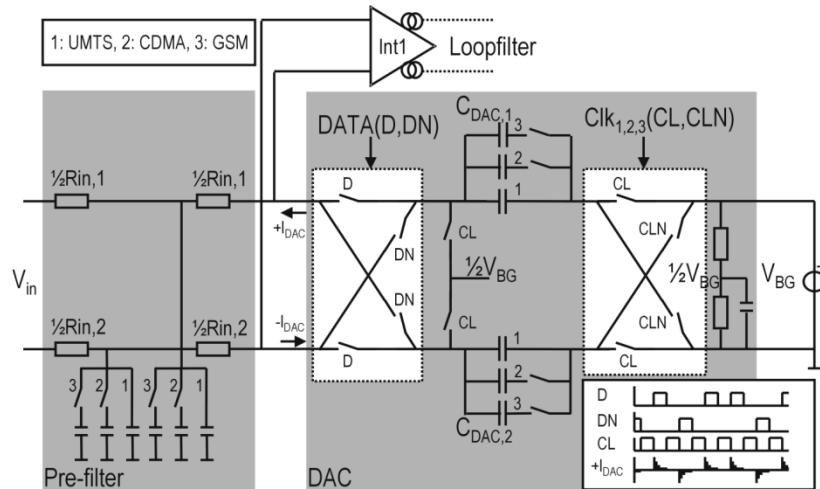 1: UMTS, 2: CDMA, 3: GSM
Int1
Loopfilter
DATA(D,DN)
C_DAC,1
Clk_1,2,3(CL,CLN)
3
2
1
½Rin,1
½Rin,1
D
CL
+I_DAC
CL
DN
CLN
V_in
½V_BG
½V_BG
V_BG
DN
CLN
½Rin,2
½Rin,2
-I_DAC
CL
D
1
CL
2
3
3
2
1
3
2
1
C_DAC,2
D
DN
CL
+I_DAC
Pre-filter
DAC